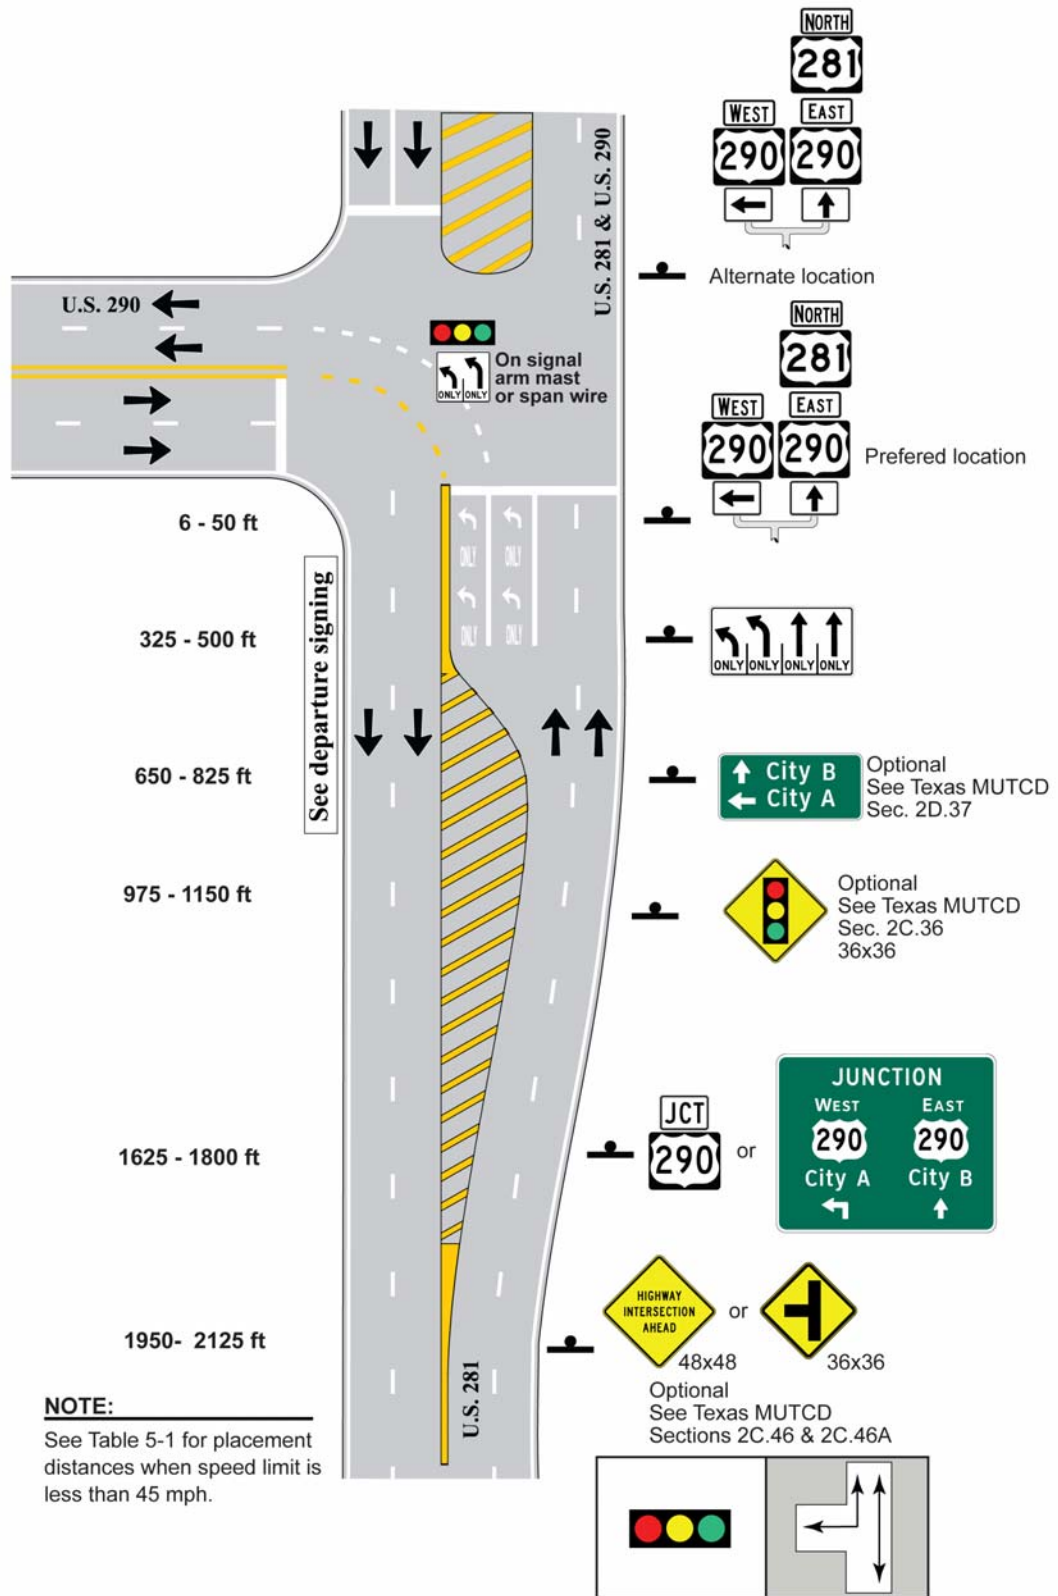 NORTH
281
WEST EAST
290 290
Alternate location
U.S. 281 & U.S. 290
U.S. 290
ONLY ONLY
On signal
arm mast
or span wire
NORTH
281
WEST EAST
290 290
Prefered location
6 - 50 ft
ONLY ONLY
ONLY ONLY
See departure signing
325 - 500 ft
ONLY ONLY ONLY ONLY
650 - 825 ft
City B
City A
Optional
See Texas MUTCD
Sec. 2D.37
975 - 1150 ft
Optional
See Texas MUTCD
Sec. 2C.36
36x36
1625 - 1800 ft
JCT
290
or
JUNCTION
WEST EAST
290 290
City A City B
1950- 2125 ft
HIGHWAY
INTERSECTION
AHEAD
or
48x48 36x36
Optional
See Texas MUTCD
Sections 2C.46 & 2C.46A
U.S. 281
NOTE:
See Table 5-1 for placement
distances when speed limit is
less than 45 mph.